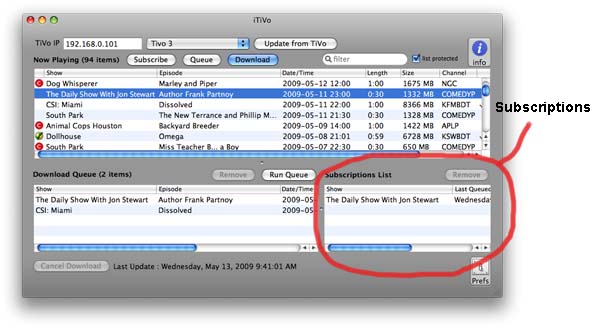 iTiVo
TiVo IP 192.168.0.101 Tivo 3 Update from TiVo
Now Playing (94 items) Subscribe Queue Download filter list protected info
Show Episode Date/Time Length Size Channel
Dog Whisperer Marley and Piper 2009-05-12 12:00 1:00 1675 MB NGC
The Daily Show With Jon Stewart Author Frank Partnoy 2009-05-11 23:00 0:30 1332 MB COMEDYP
CSI: Miami Dissolved 2009-05-11 22:00 1:00 8366 MB KFMBDT
South Park The New Terrance and Phillip M... 2009-05-11 21:30 0:30 1328 MB COMEDYP
Animal Cops Houston Backyard Breeder 2009-05-09 14:00 1:00 1422 MB APLP
Dollhouse Omega 2009-05-08 21:01 0:59 6728 MB KSWBDT
South Park Miss Teacher B... a Boy 2009-05-07 22:30 0:30 650 MB COMEDYP
Subscriptions
Download Queue (2 items) Remove Run Queue
Show Episode Date/Time
The Daily Show With Jon Stewart Author Frank Partnoy 2009-05-1
CSI: Miami Dissolved 2009-05-1
Subscriptions List Remove
Show Last Queued
The Daily Show With Jon Stewart Wednesda
Cancel Download Last Update : Wednesday, May 13, 2009 9:41:01 AM
Prefs